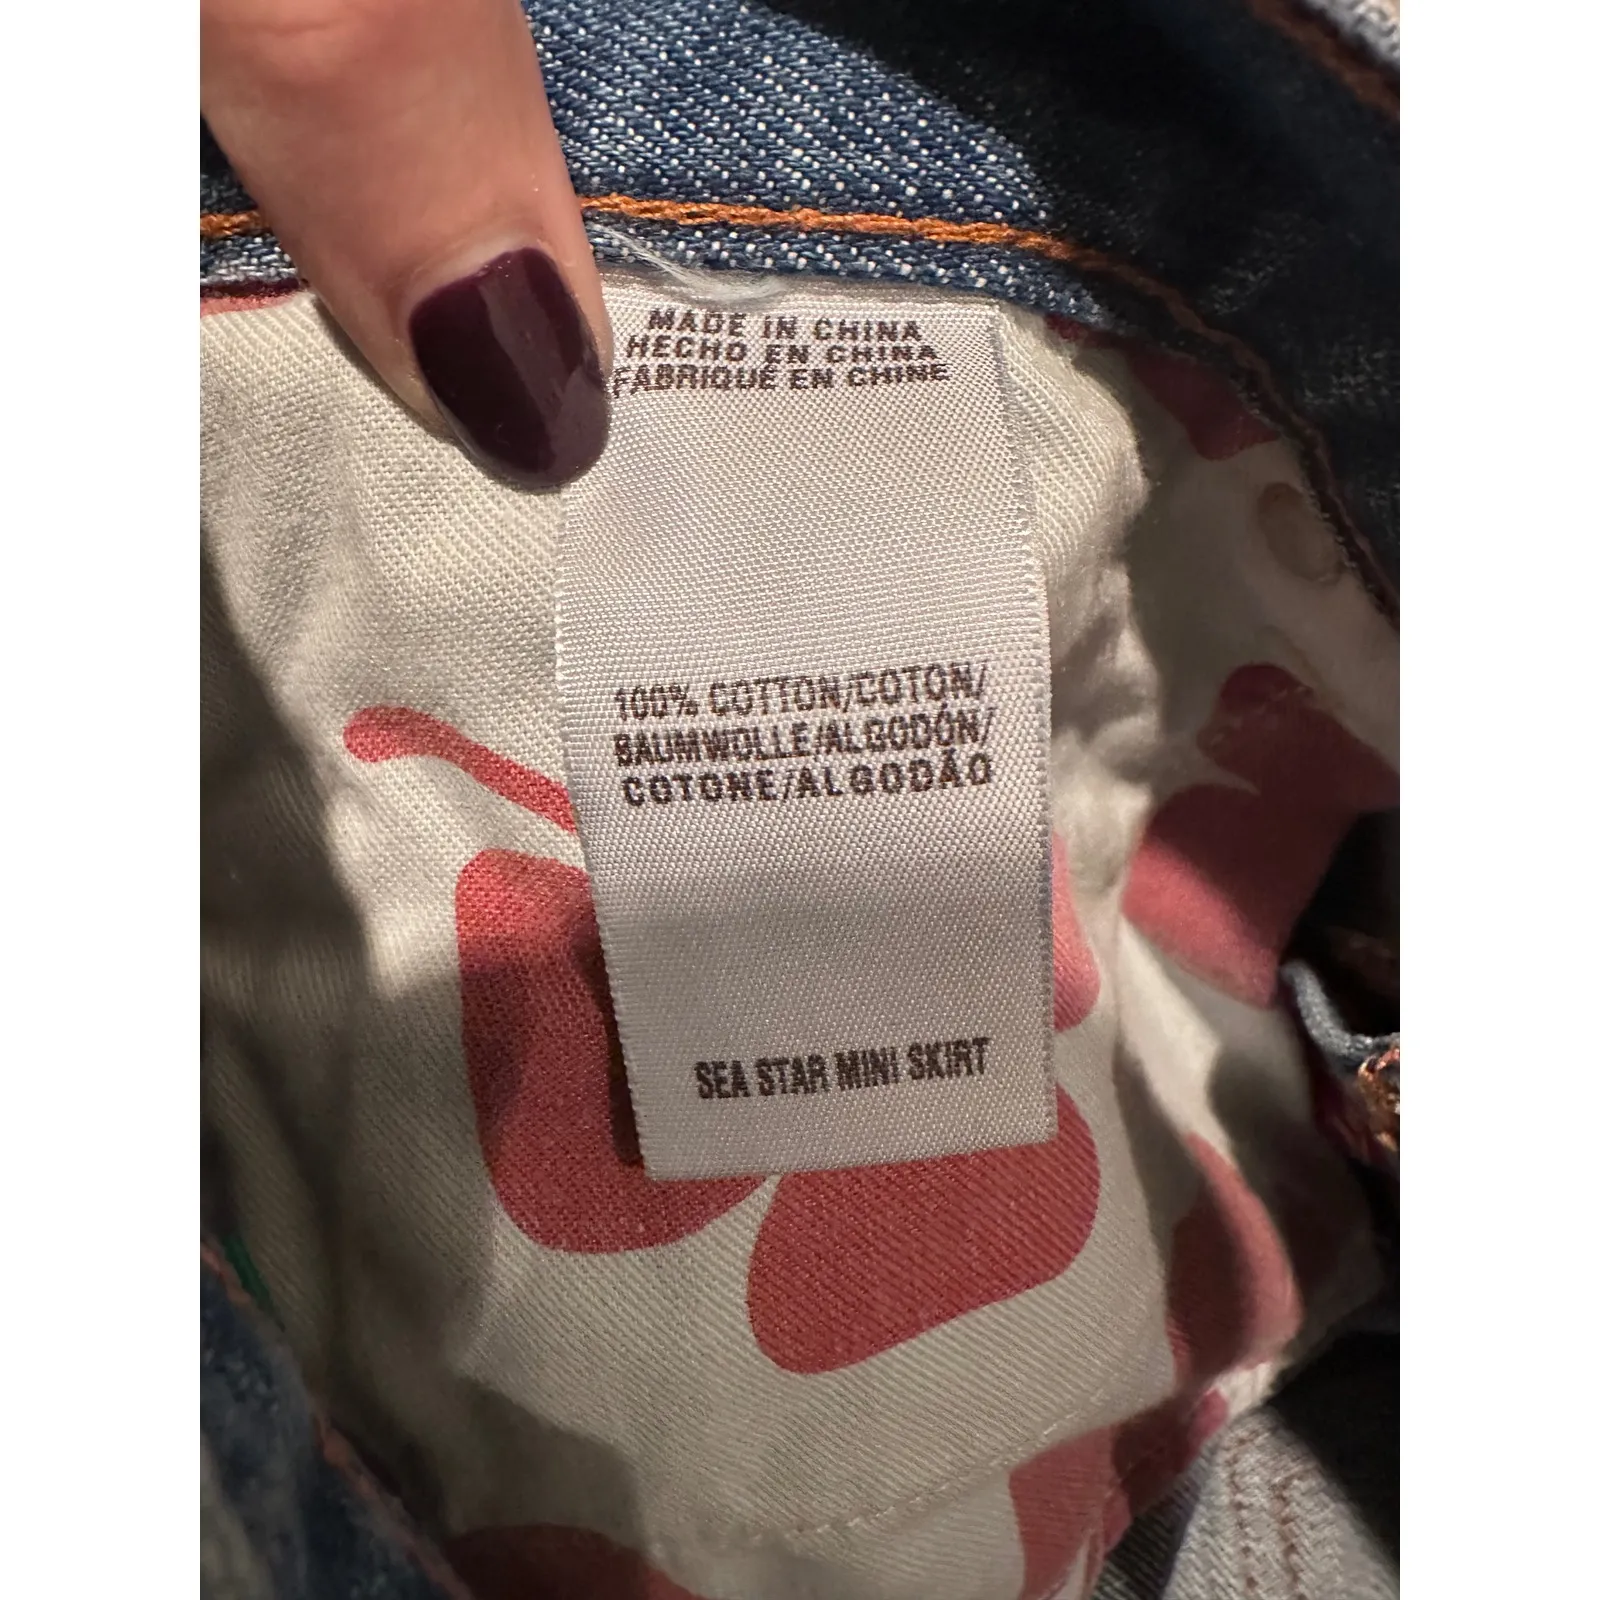 MADE IN CHINA
HECHO EN CHINA
FABRIQUÉ EN CHINE
100% COTTON/COTON/
BAUMWOLLE/ALGODÓN/
COTONE/ALGODÃO
SEA STAR MINI SKIRT